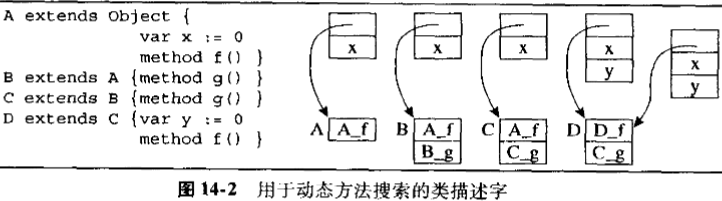 A extends Object {
var x := 0
method f() }
B extends A {method g() }
C extends B {method g() }
D extends C {var y := 0
method f() }
x
x
x
x
y
x
y
A A_f
B A_f
B_g
C A_f
C_g
D D_f
C_g
图 14-2 用于动态方法搜索的类描述字